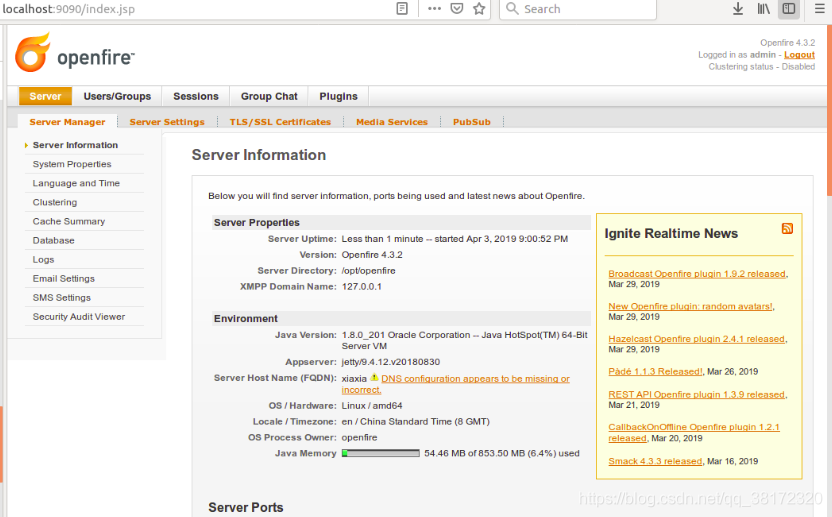 localhost:9090/index.jsp
Search
openfire™
Openfire 4.3.2
Logged in as admin - Logout
Clustering status - Disabled
Server
Users/Groups
Sessions
Group Chat
Plugins
Server Manager
Server Settings
TLS/SSL Certificates
Media Services
PubSub
Server Information
System Properties
Language and Time
Clustering
Cache Summary
Database
Logs
Email Settings
SMS Settings
Security Audit Viewer
Server Information
Below you will find server information, ports being used and latest news about Openfire.
Server Properties
Server Uptime: Less than 1 minute -- started Apr 3, 2019 9:00:52 PM
Version: Openfire 4.3.2
Server Directory: /opt/openfire
XMPP Domain Name: 127.0.0.1
Environment
Java Version: 1.8.0_201 Oracle Corporation -- Java HotSpot(TM) 64-Bit
Server VM
Appserver: jetty/9.4.12.v20180830
Server Host Name (FQDN): xiaxia DNS configuration appears to be missing or
incorrect.
OS / Hardware: Linux / amd64
Locale / Timezone: en / China Standard Time (8 GMT)
OS Process Owner: openfire
Java Memory 54.46 MB of 853.50 MB (6.4%) used
Server Ports
Ignite Realtime News
Broadcast Openfire plugin 1.9.2 released,
Mar 29, 2019
New Openfire plugin: random avatars!,
Mar 29, 2019
Hazelcast Openfire plugin 2.4.1 released,
Mar 29, 2019
Pàdé 1.1.3 Released!, Mar 26, 2019
REST API Openfire plugin 1.3.9 released,
Mar 21, 2019
CallbackOnOffline Openfire plugin 1.2.1
released, Mar 20, 2019
Smack 4.3.3 released, Mar 16, 2019
https://blog.csdn.net/qq_38172320